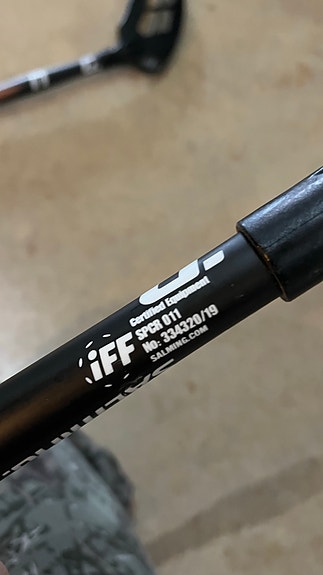 Certified Equipment
iFF
SPCR 011
No: 334320/19
SALMING.COM